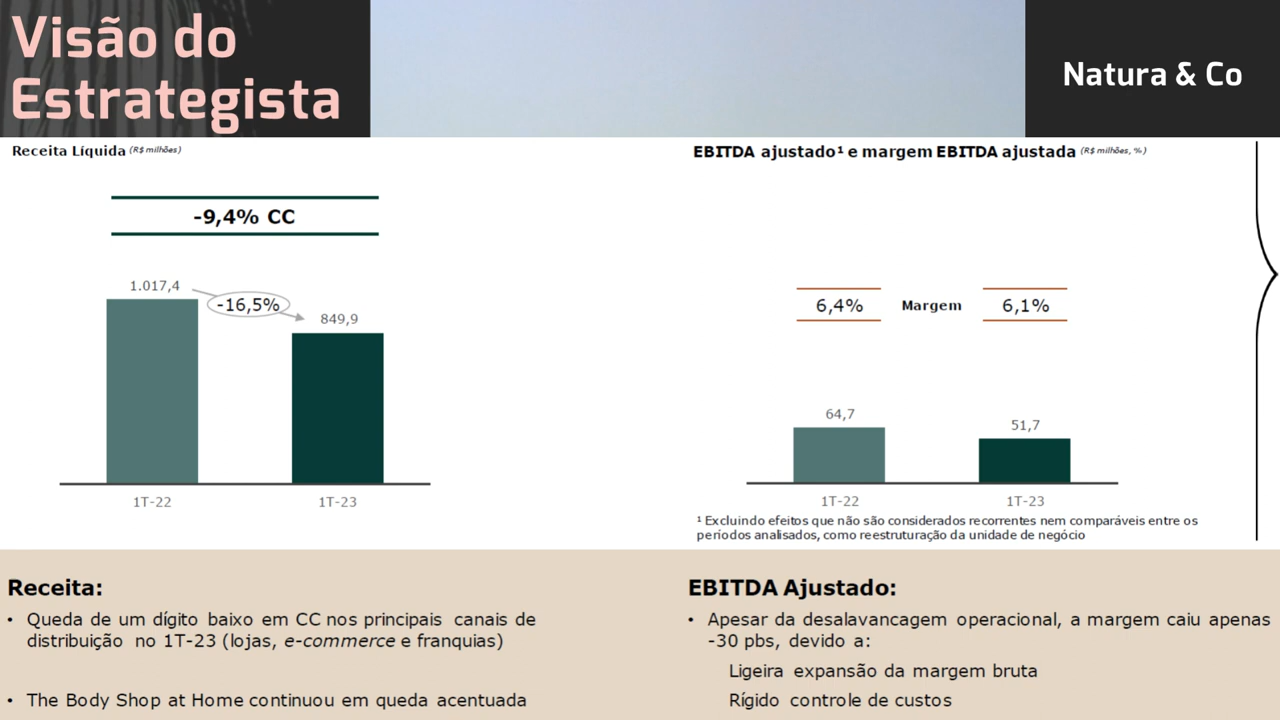 Visão do
Estrategista
Natura & Co
Receita Líquida (R$ milhões)
-9,4% CC
1.017,4
-16,5%
849,9
1T-22
1T-23
EBITDA ajustado¹ e margem EBITDA ajustada (R$ milhões, %)
6,4%
Margem
6,1%
64,7
51,7
1T-22
1T-23
¹ Excluindo efeitos que não são considerados recorrentes nem comparáveis entre os
períodos analisados, como reestruturação da unidade de negócio
Receita:
• Queda de um dígito baixo em CC nos principais canais de
distribuição no 1T-23 (lojas, e-commerce e franquias)
• The Body Shop at Home continuou em queda acentuada
EBITDA Ajustado:
• Apesar da desalavancagem operacional, a margem caiu apenas
-30 pbs, devido a:
Ligeira expansão da margem bruta
Rígido controle de custos